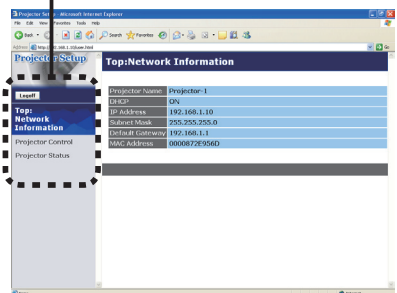 Projector Setup - Microsoft Internet Explorer
File Edit View Favorites Tools Help
Back Search Favorites
Address Go
Projector Setup
Top:Network Information
Logoff
Top:
Network
Information
Projector Control
Projector Status
Projector Name Projector-1
DHCP ON
IP Address 192.168.1.10
Subnet Mask 255.255.255.0
Default Gateway 192.168.1.1
MAC Address 0000872E956D